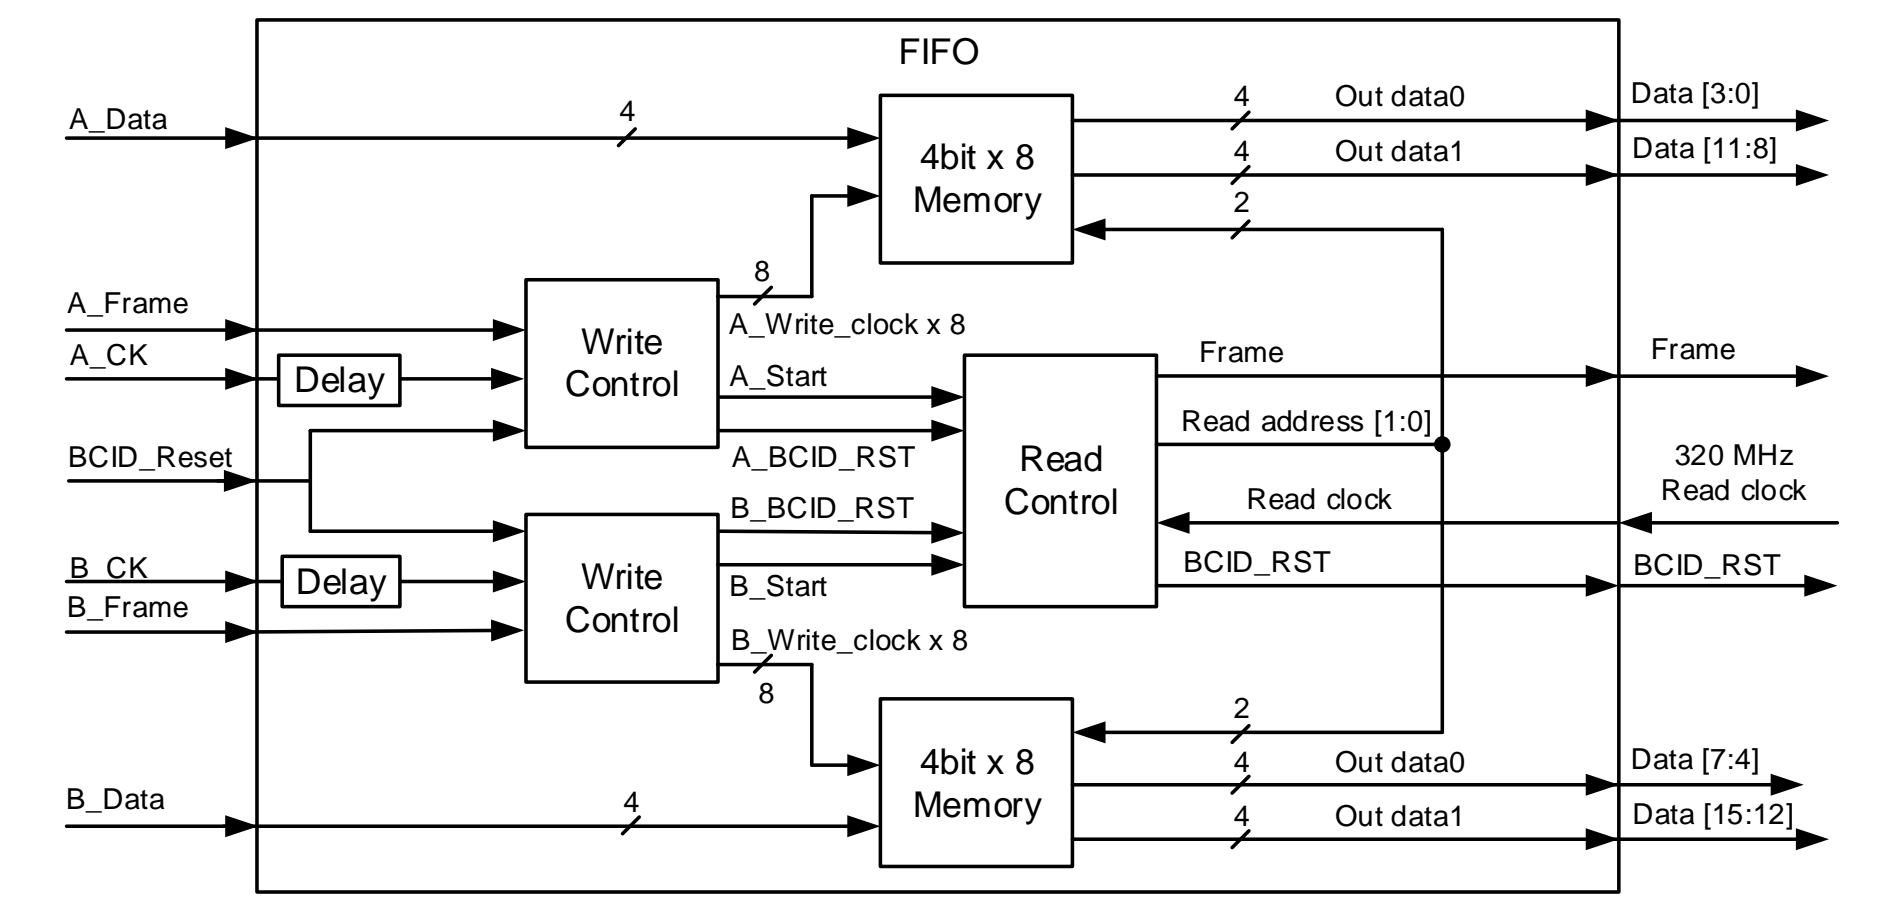 FIFO
A_Data
4
4bit x 8
Memory
4
Out data0
Data [3:0]
4
Out data1
Data [11:8]
2
A_Frame
A_CK
Delay
Write
Control
8
A_Write_clock x 8
A_Start
A_BCID_RST
BCID_Reset
B_BCID_RST
B_Start
Read
Control
Frame
Frame
Read address [1:0]
Read clock
320 MHz
Read clock
BCID_RST
BCID_RST
B_CK
Delay
B_Frame
Write
Control
B_Write_clock x 8
8
B_Data
4
4bit x 8
Memory
2
4
Out data0
Data [7:4]
4
Out data1
Data [15:12]